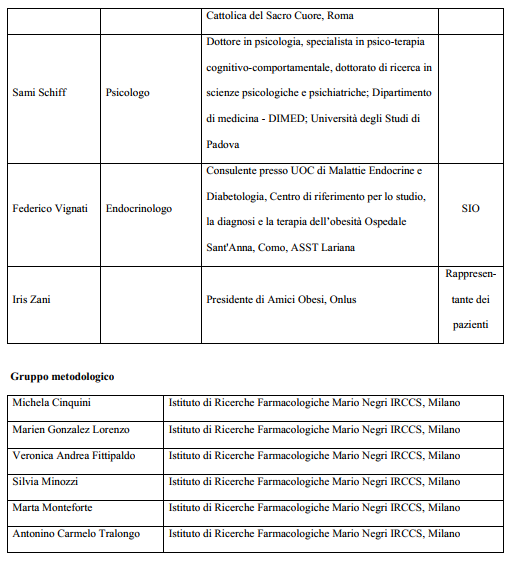 Cattolica del Sacro Cuore, Roma
Sami Schiff
Psicologo
Dottore in psicologia, specialista in psico-terapia
cognitivo-comportamentale, dottorato di ricerca in
scienze psicologiche e psichiatriche; Dipartimento
di medicina - DIMED; Università degli Studi di
Padova
Federico Vignati
Endocrinologo
Consulente presso UOC di Malattie Endocrine e
Diabetologia, Centro di riferimento per lo studio,
la diagnosi e la terapia dell'obesità Ospedale
Sant'Anna, Como, ASST Lariana
SIO
Iris Zani
Presidente di Amici Obesi, Onlus
Rappresen-
tante dei
pazienti
Gruppo metodologico
Michela Cinquini
Istituto di Ricerche Farmacologiche Mario Negri IRCCS, Milano
Marien Gonzalez Lorenzo
Istituto di Ricerche Farmacologiche Mario Negri IRCCS, Milano
Veronica Andrea Fittipaldo
Istituto di Ricerche Farmacologiche Mario Negri IRCCS, Milano
Silvia Minozzi
Istituto di Ricerche Farmacologiche Mario Negri IRCCS, Milano
Marta Monteforte
Istituto di Ricerche Farmacologiche Mario Negri IRCCS, Milano
Antonino Carmelo Tralongo
Istituto di Ricerche Farmacologiche Mario Negri IRCCS, Milano